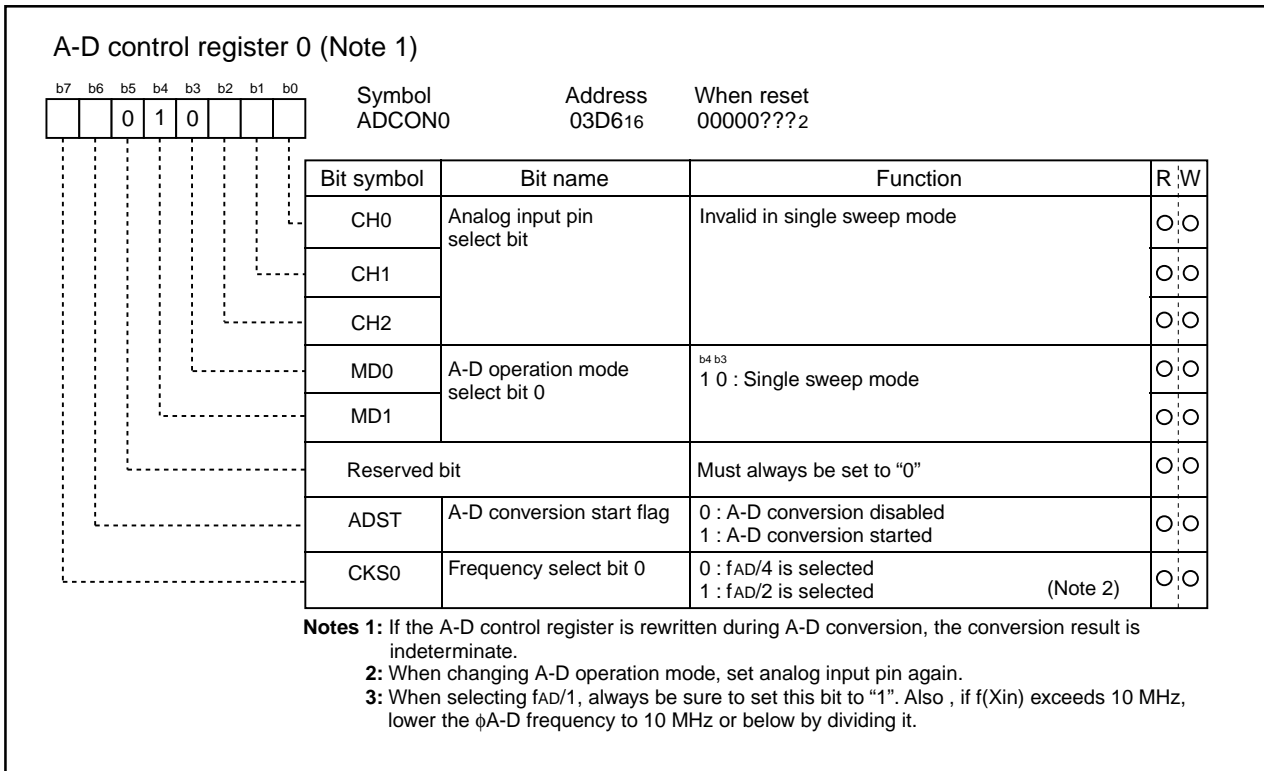 A-D control register 0 (Note 1)
b7 b6 b5 b4 b3 b2 b1 b0
0 1 0
Symbol Address When reset
ADCON0 03D616 00000???2
Bit symbol Bit name Function R W
CH0 Analog input pin Invalid in single sweep mode
select bit
CH1
CH2
MD0 A-D operation mode b4 b3
select bit 0 1 0 : Single sweep mode
MD1
Reserved bit Must always be set to “0”
ADST A-D conversion start flag 0 : A-D conversion disabled
1 : A-D conversion started
CKS0 Frequency select bit 0 0 : fAD/4 is selected
1 : fAD/2 is selected (Note 2)
Notes 1: If the A-D control register is rewritten during A-D conversion, the conversion result is
indeterminate.
2: When changing A-D operation mode, set analog input pin again.
3: When selecting fAD/1, always be sure to set this bit to “1”. Also , if f(Xin) exceeds 10 MHz,
lower the ϕA-D frequency to 10 MHz or below by dividing it.